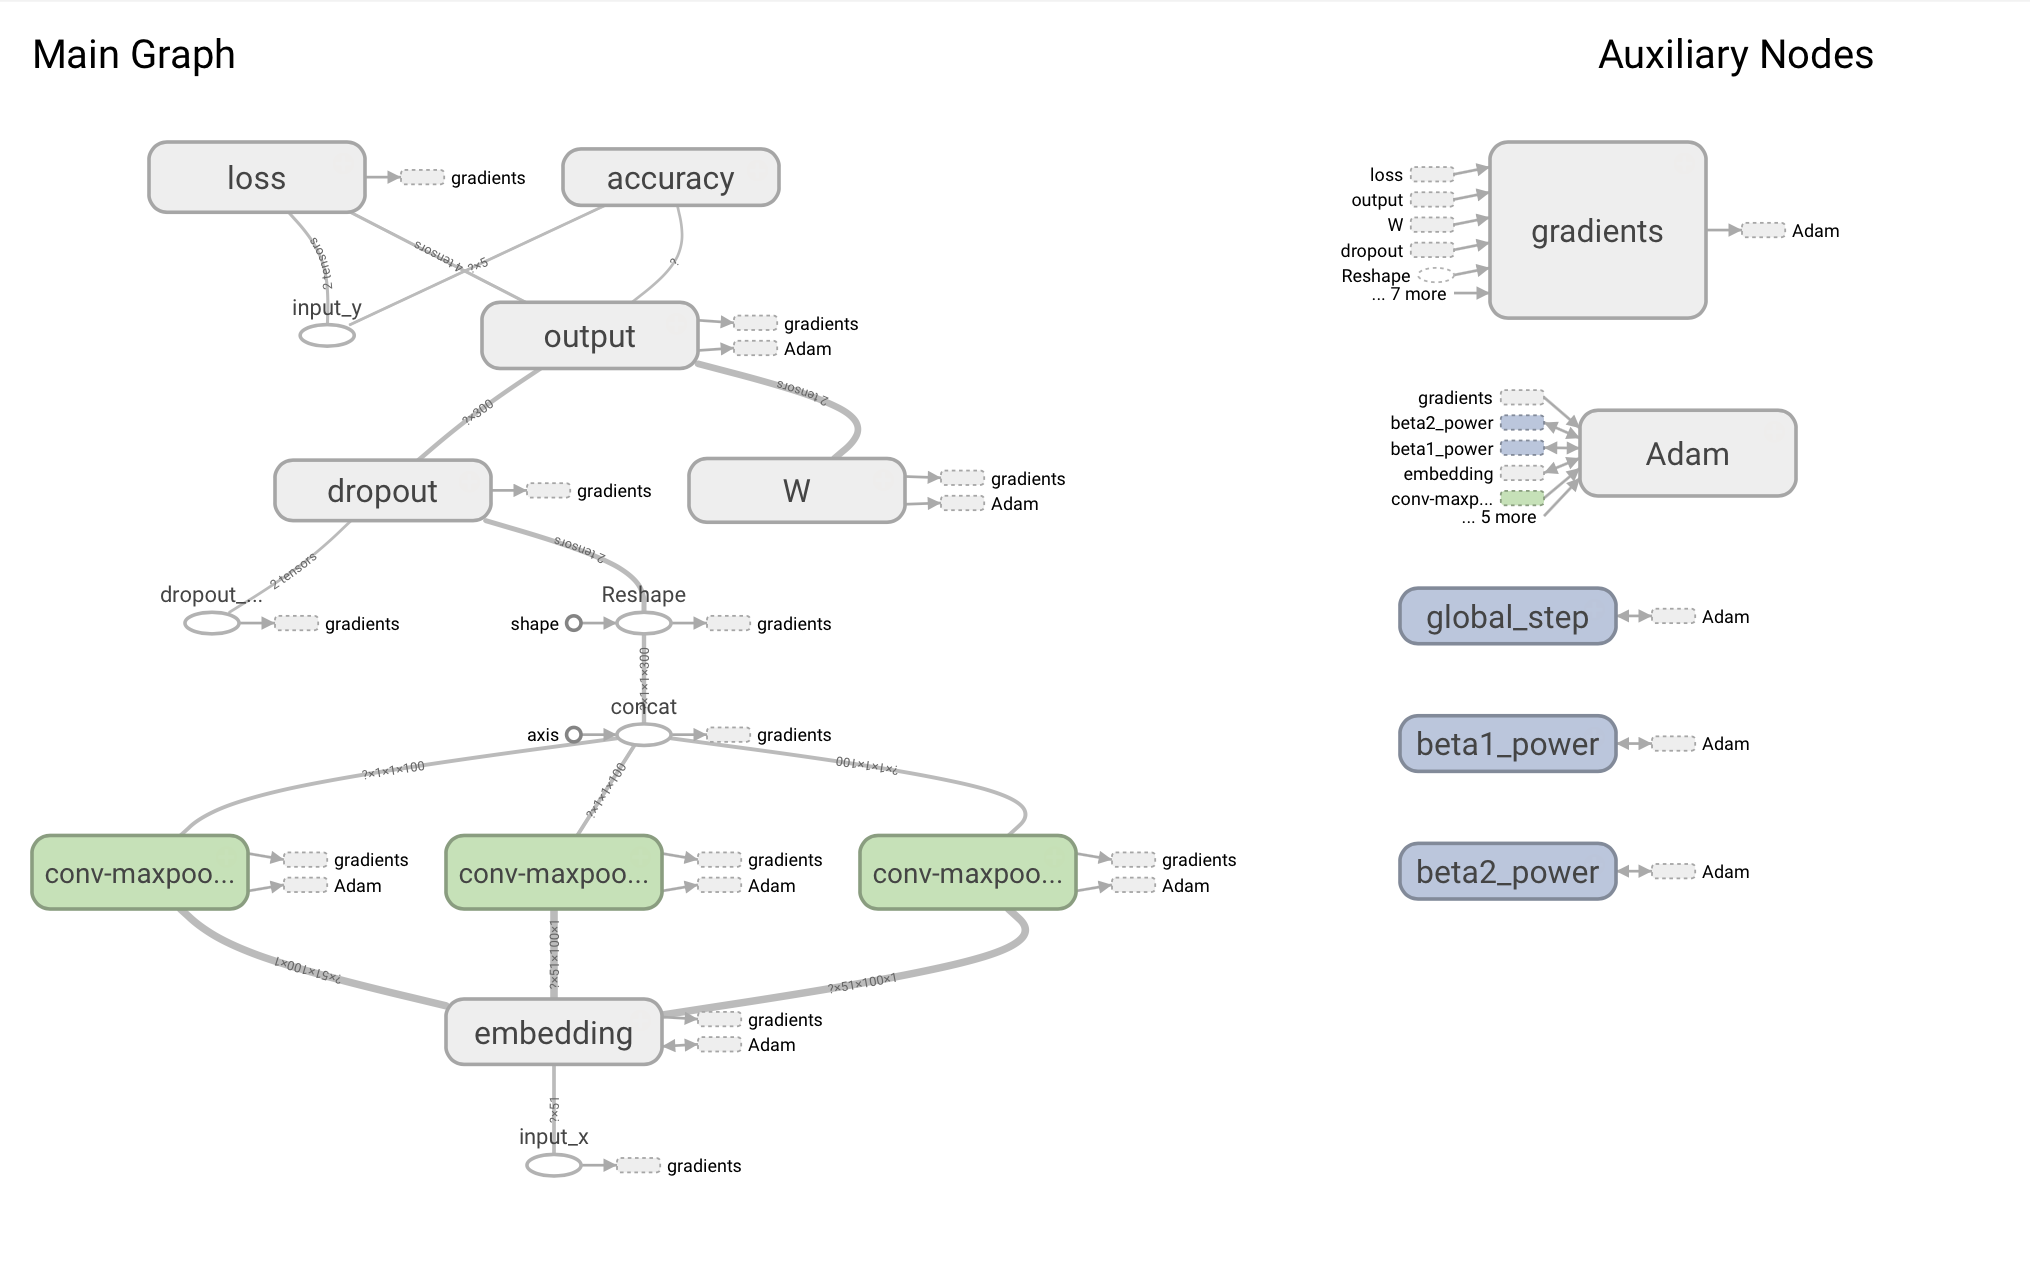 Main Graph
Auxiliary Nodes
loss
gradients
accuracy
2 tensors
4 tensors
?×5
?
input_y
output
gradients
Adam
?×300
2 tensors
dropout
gradients
W
gradients
Adam
2 tensors
2 tensors
dropout_...
gradients
Reshape
shape
gradients
?×1×1×300
concat
axis
gradients
?×1×1×100
?×1×1×100
?×1×1×100
conv-maxpoo...
gradients
Adam
conv-maxpoo...
gradients
Adam
conv-maxpoo...
gradients
Adam
?×51×100×1
?×51×100×1
?×51×100×1
embedding
gradients
Adam
?×51
input_x
gradients
loss
output
W
dropout
Reshape
... 7 more
gradients
Adam
gradients
beta2_power
beta1_power
embedding
conv-maxp...
... 5 more
Adam
global_step
Adam
beta1_power
Adam
beta2_power
Adam